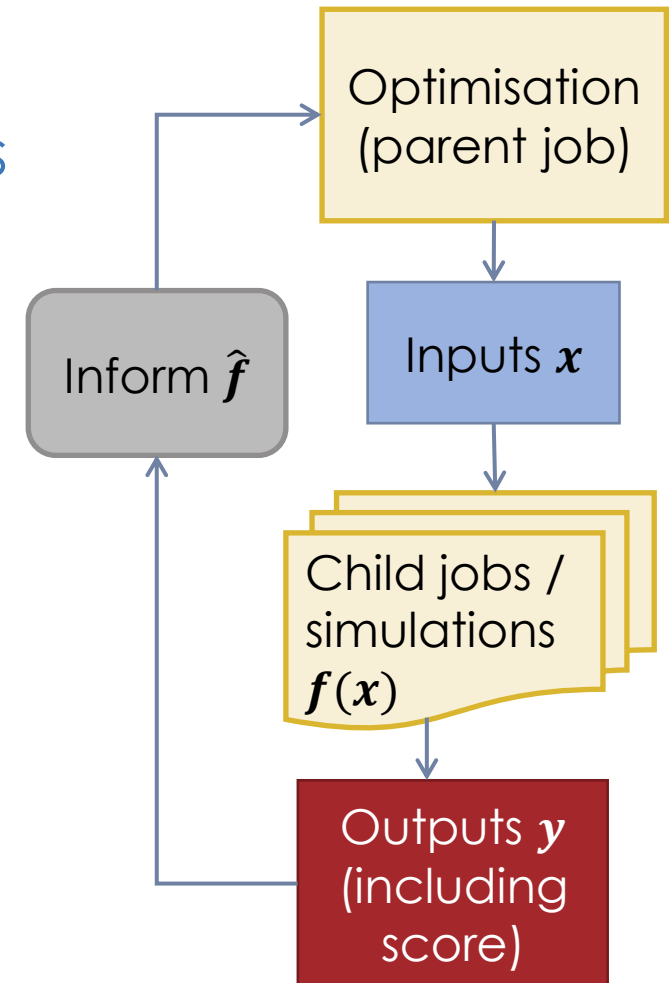 s
Optimisation
(parent job)
Inputs 𝒙
Inform 𝒇̂
Child jobs /
simulations
𝒇(𝒙)
Outputs 𝒚
(including
score)